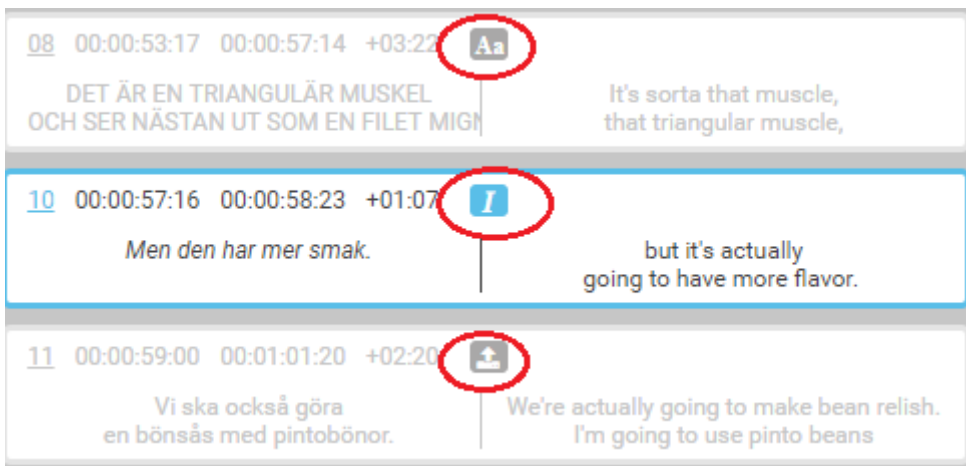 08 00:00:53:17 00:00:57:14 +03:22 Aa
DET ÄR EN TRIANGULÄR MUSKEL
OCH SER NÄSTAN UT SOM EN FILET
It's sorta that muscle,
that triangular muscle,
10 00:00:57:16 00:00:58:23 +01:07 I
Men den har mer smak.
but it's actually
going to have more flavor.
11 00:00:59:00 00:01:01:20 +02:20
Vi ska också göra
en bönsås med pintobönor.
We're actually going to make bean relish.
I'm going to use pinto beans